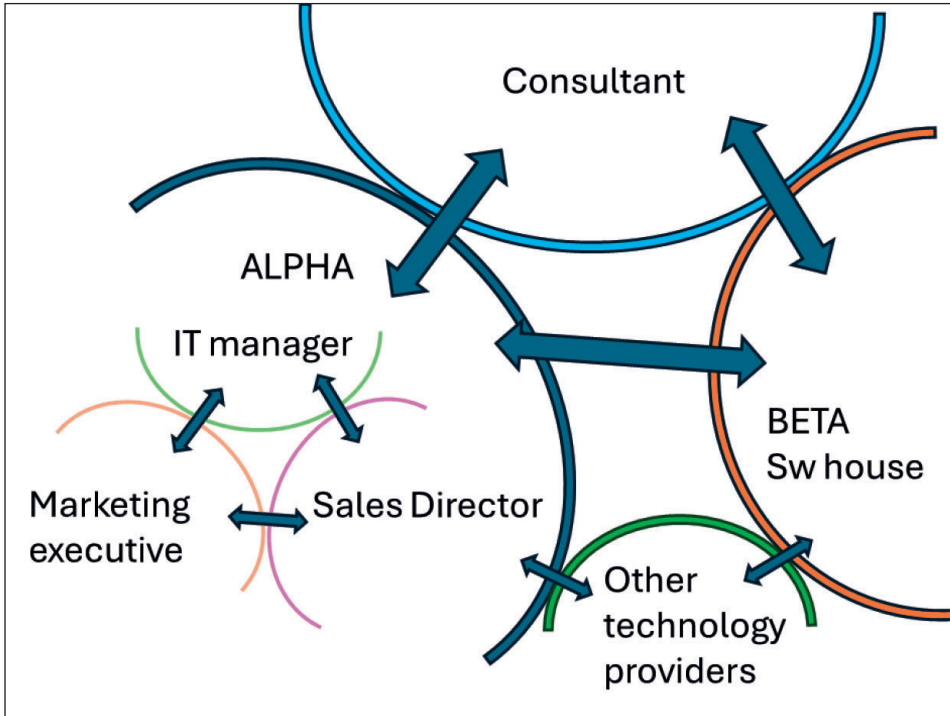 Consultant
ALPHA
IT manager
Marketing
executive
Sales Director
BETA
Sw house
Other
technology
providers